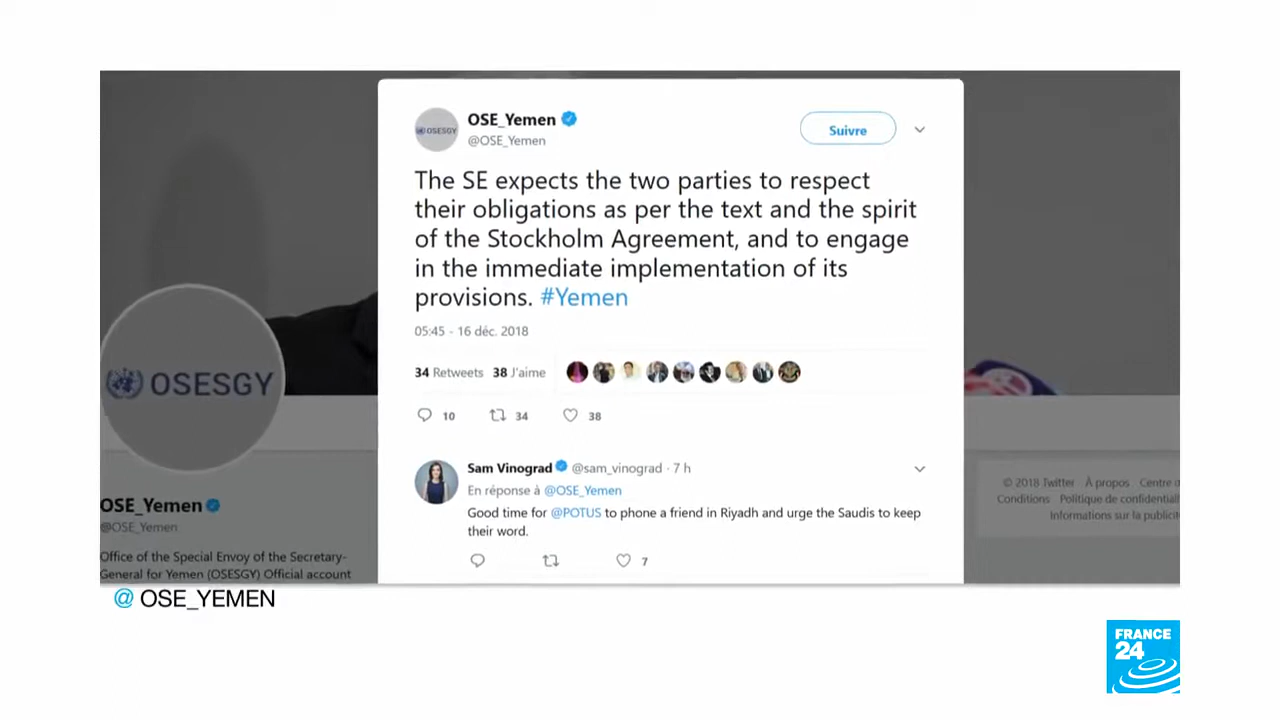 OSESGY
OSE_Yemen
@OSE_Yemen
Suivre
The SE expects the two parties to respect
their obligations as per the text and the spirit
of the Stockholm Agreement, and to engage
in the immediate implementation of its
provisions. #Yemen
05:45 - 16 déc. 2018
34 Retweets 38 J'aime
10 34 38
Sam Vinograd @sam_vinograd · 7 h
En réponse à @OSE_Yemen
Good time for @POTUS to phone a friend in Riyadh and urge the Saudis to keep
their word.
7
OSESGY
OSE_Yemen
@OSE_Yemen
Office of the Special Envoy of the Secretary-
General for Yemen (OSESGY) Official account
© 2018 Twitter À propos Centre
Conditions Politique de
Informations sur la
@ OSE_YEMEN
FRANCE
24